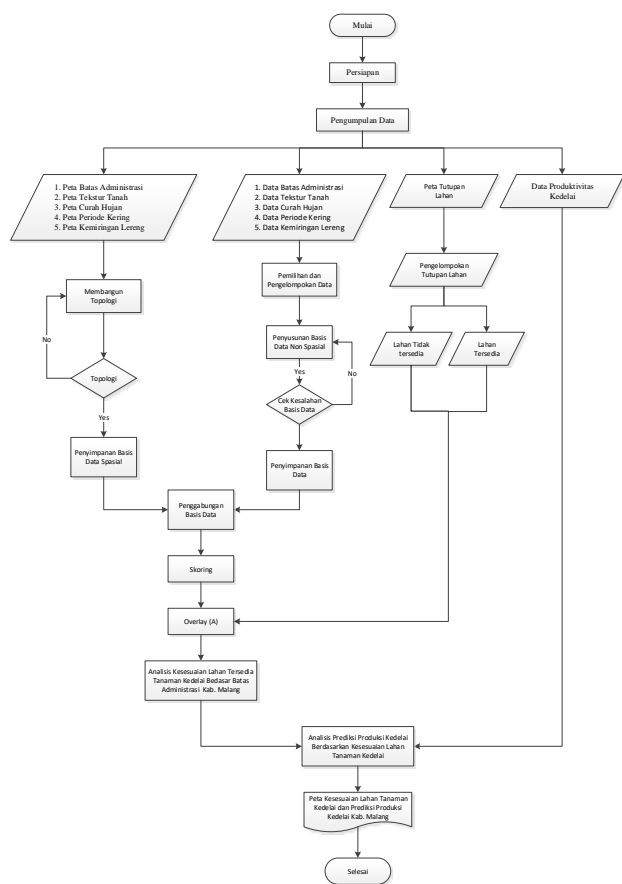 Mulai
Persiapan
Pengumpulan Data
1. Peta Batas Administrasi
2. Peta Tekstur Tanah
3. Peta Curah Hujan
4. Peta Periode Kering
5. Peta Kemiringan Lereng
1. Data Batas Administrasi
2. Data Tekstur Tanah
3. Data Curah Hujan
4. Data Periode Kering
5. Data Kemiringan Lereng
Peta Tutupan
Lahan
Data Produktivitas
Kedelai
Membangun
Topologi
Pemilihan dan
Pengelompokan Data
Pengelompokan
Tutupan Lahan
No
Penyusunan Basis
Data Non Spasial
Lahan Tidak
tersedia
Lahan
Tersedia
Topologi
Yes
No
Cek Kesalahan
Basis Data
Yes
Penyimpanan Basis
Data Spasial
Penyimpanan Basis
Data
Penggabungan
Basis Data
Skoring
Overlay (A)
Analisis Kesesuaian Lahan Tersedia
Tanaman Kedelai Bedasar Batas
Administrasi Kab. Malang
Analisis Prediksi Produksi Kedelai
Berdasarkan Kesesuaian Lahan
Tanaman Kedelai
Peta Kesesuaian Lahan Tanaman
Kedelai dan Prediksi Produksi
Kedelai Kab. Malang
Selesai